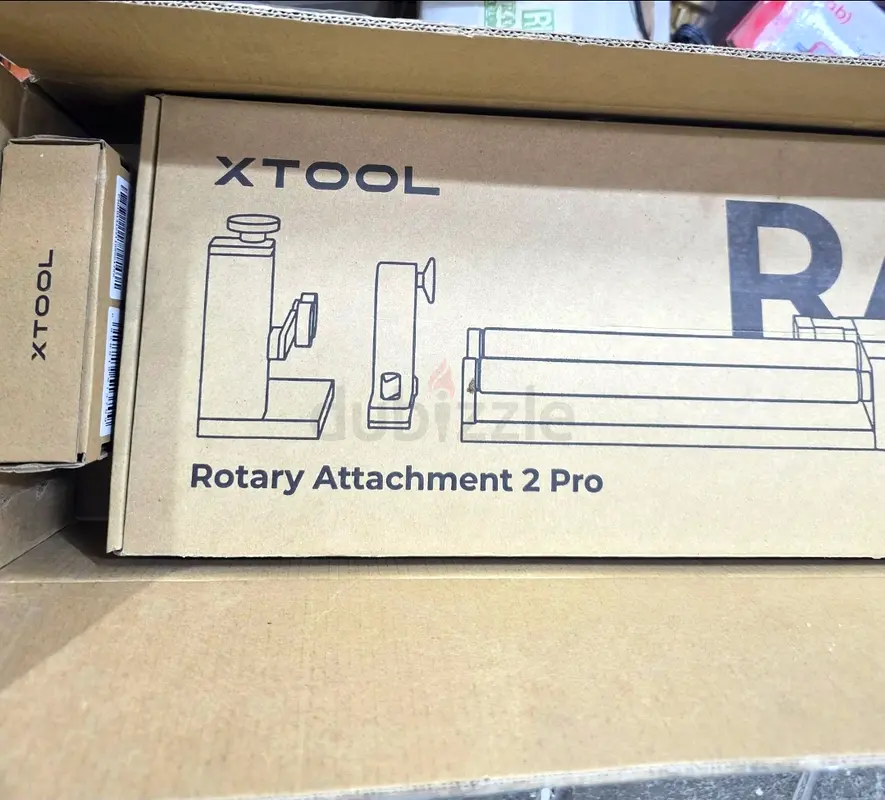 XTOOL
XTOOL
RA
Rotary Attachment 2 Pro
dubizzle